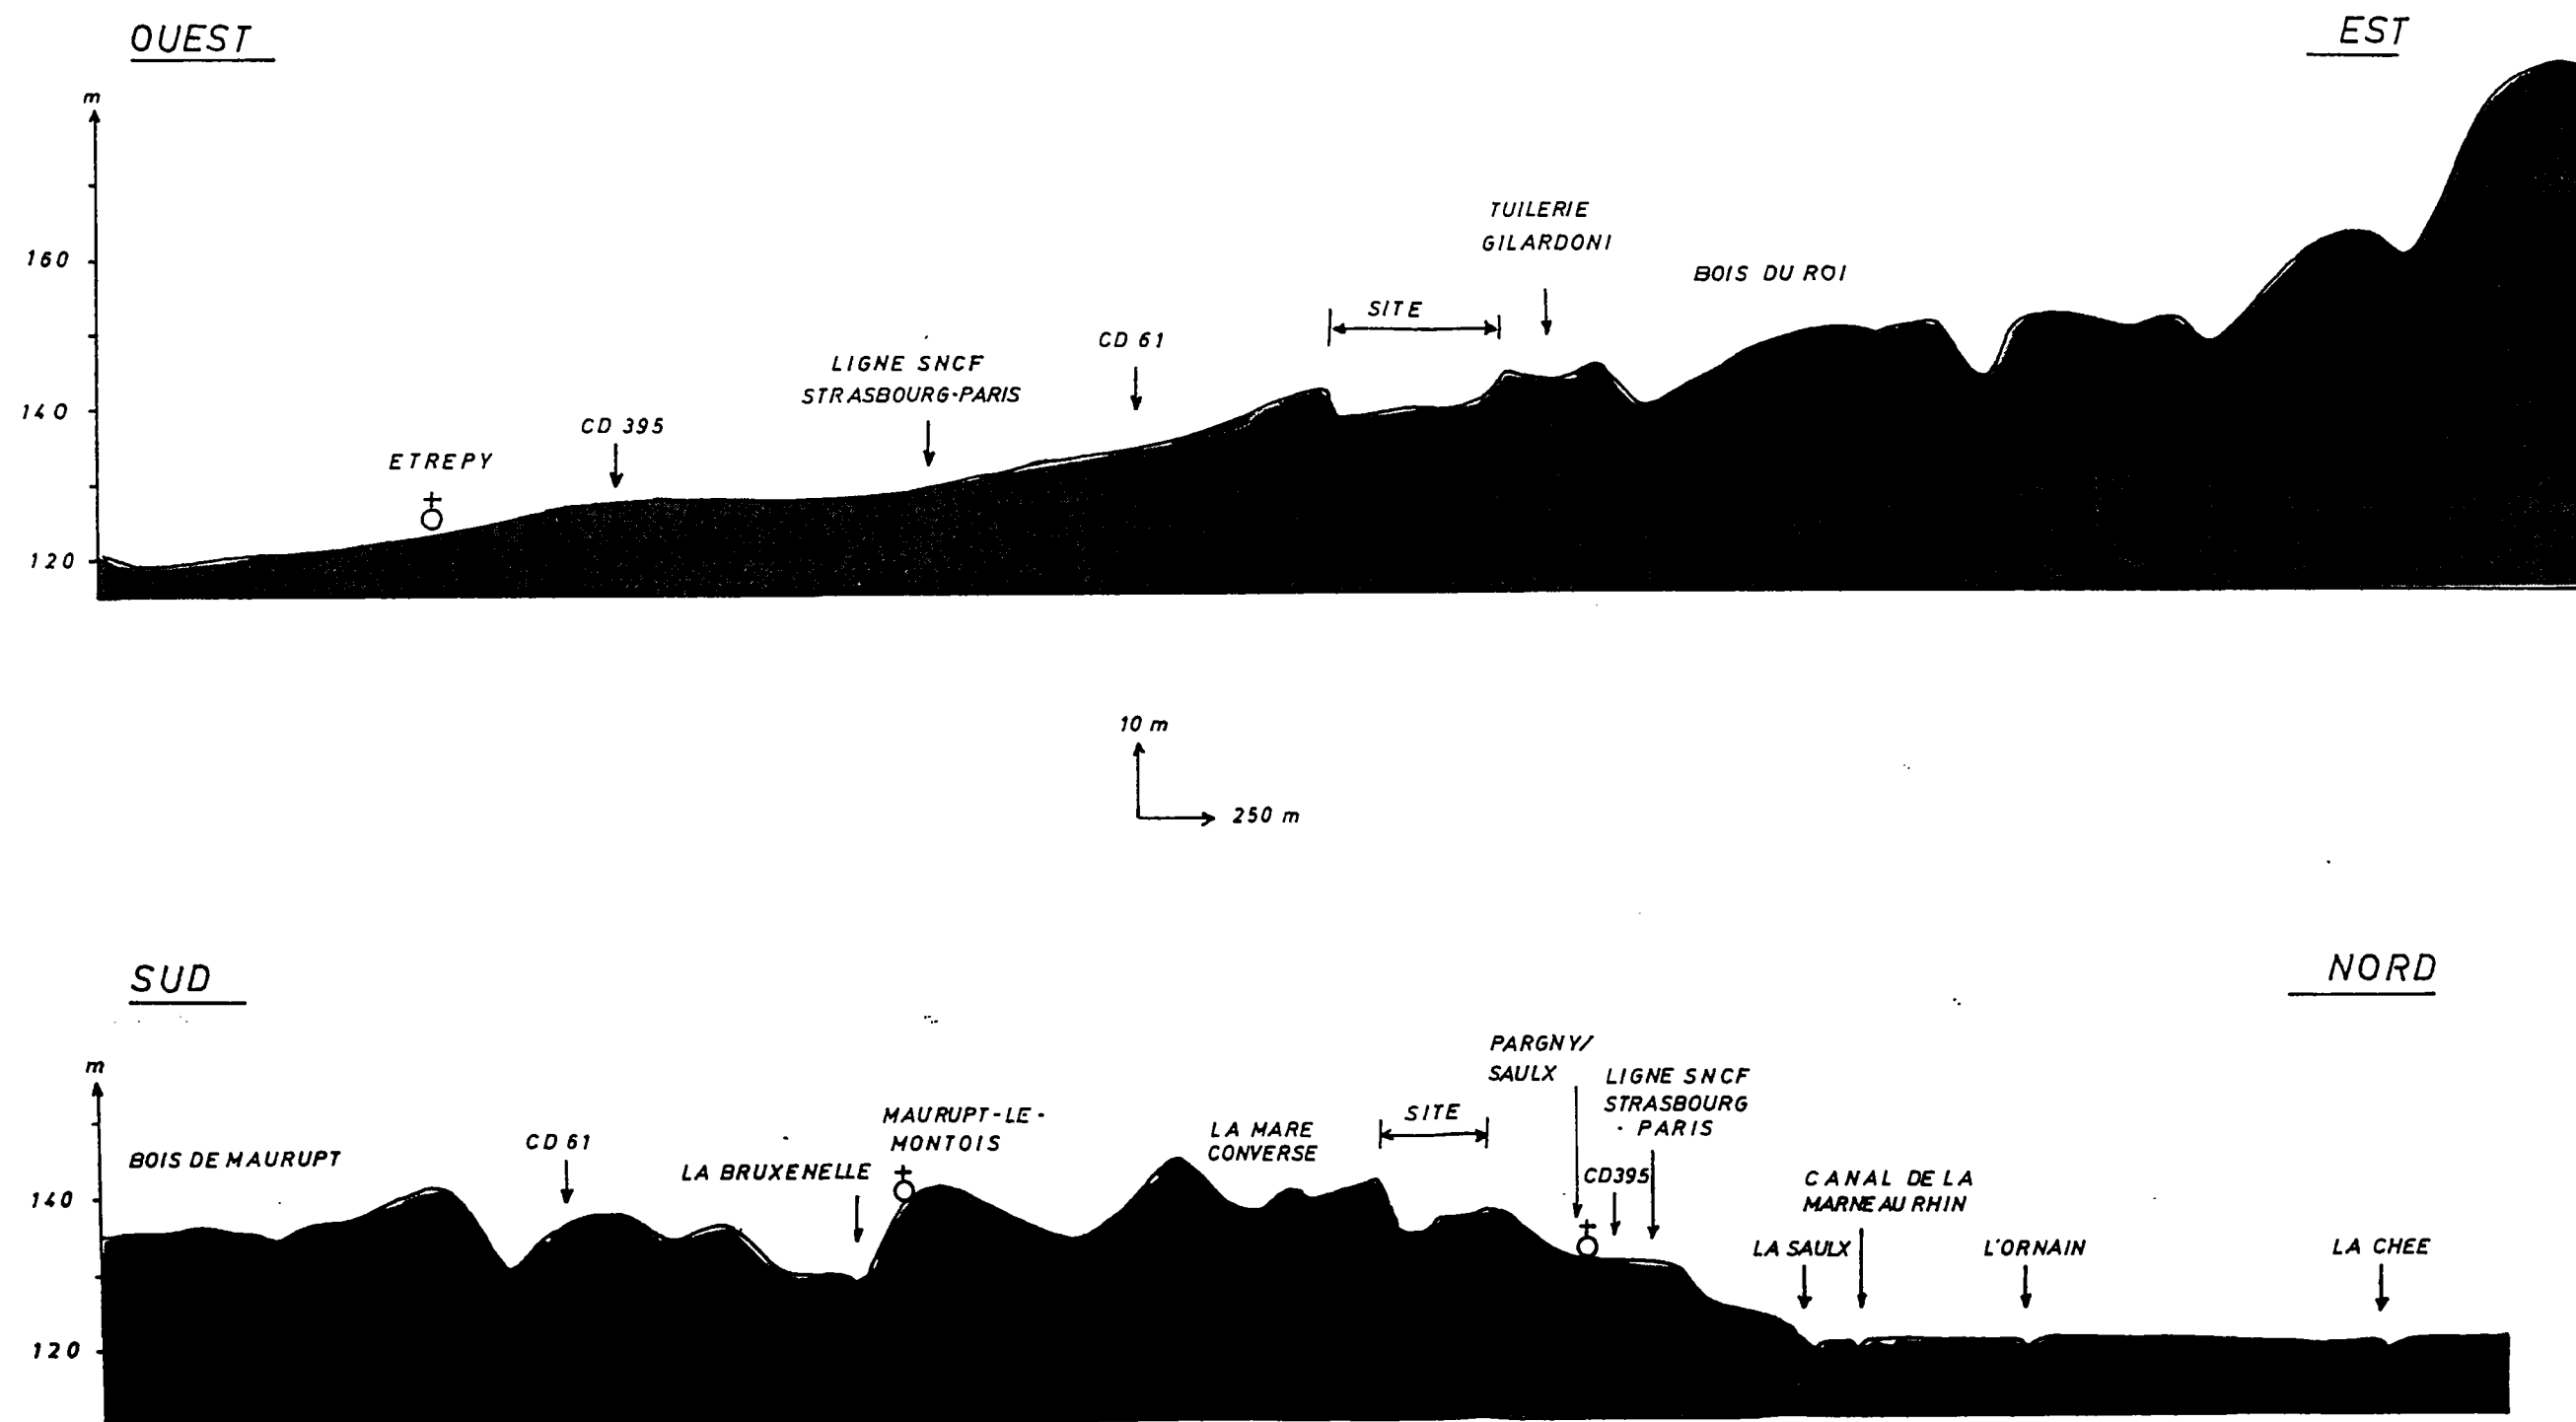 OUEST
EST
m
160
140
120
ETREPY
CD 395
LIGNE SNCF
STRASBOURG-PARIS
CD 61
SITE
TUILERIE
GILARDONI
BOIS DU ROI
10 m
250 m
SUD
NORD
m
140
120
BOIS DE MAURUPT
CD 61
LA BRUXENELLE
MAURUPT-LE-
MONTOIS
LA MARE
CONVERSE
SITE
PARGNY/
SAULX
CD395
LIGNE SNCF
STRASBOURG
- PARIS
LA SAULX
CANAL DE LA
MARNE AU RHIN
L'ORNAIN
LA CHEE